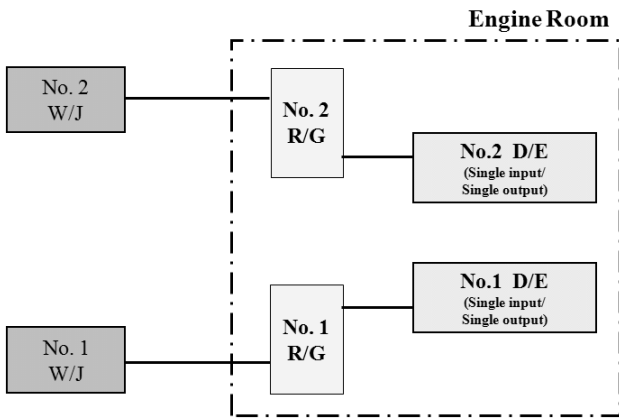 Engine Room
No. 2
W/J
No. 2
R/G
No.2 D/E
(Single input/
Single output)
No.1 D/E
(Single input/
Single output)
No. 1
R/G
No. 1
W/J